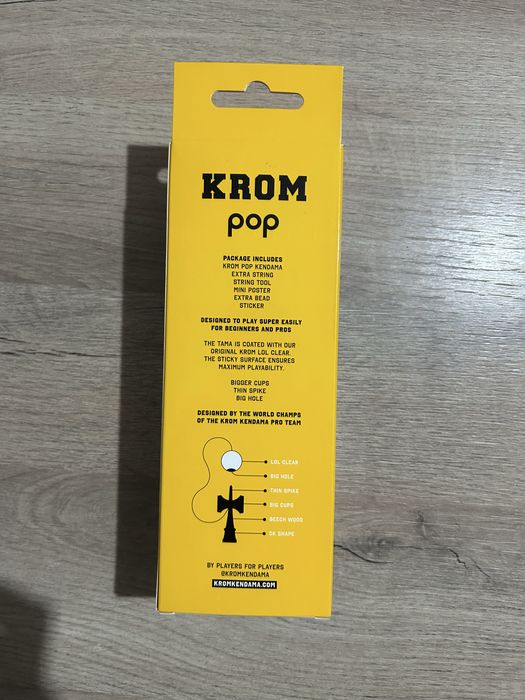 KROM
pop
PACKAGE INCLUDES
KROM POP KENDAMA
EXTRA STRING
STRING TOOL
MINI POSTER
EXTRA BEAD
STICKER
DESIGNED TO PLAY SUPER EASILY
FOR BEGINNERS AND PROS
THE TAMA IS COATED WITH OUR
ORIGINAL KROM LOL CLEAR.
THE STICKY SURFACE ENSURES
MAXIMUM PLAYABILITY.
BIGGER CUPS
THIN SPIKE
BIG HOLE
DESIGNED BY THE WORLD CHAMPS
OF THE KROM KENDAMA PRO TEAM
LOL CLEAR
BIG HOLE
THIN SPIKE
BIG CUPS
BEECH WOOD
DK SHAPE
BY PLAYERS FOR PLAYERS
@KROMKENDAMA
KROMKENDAMA.COM